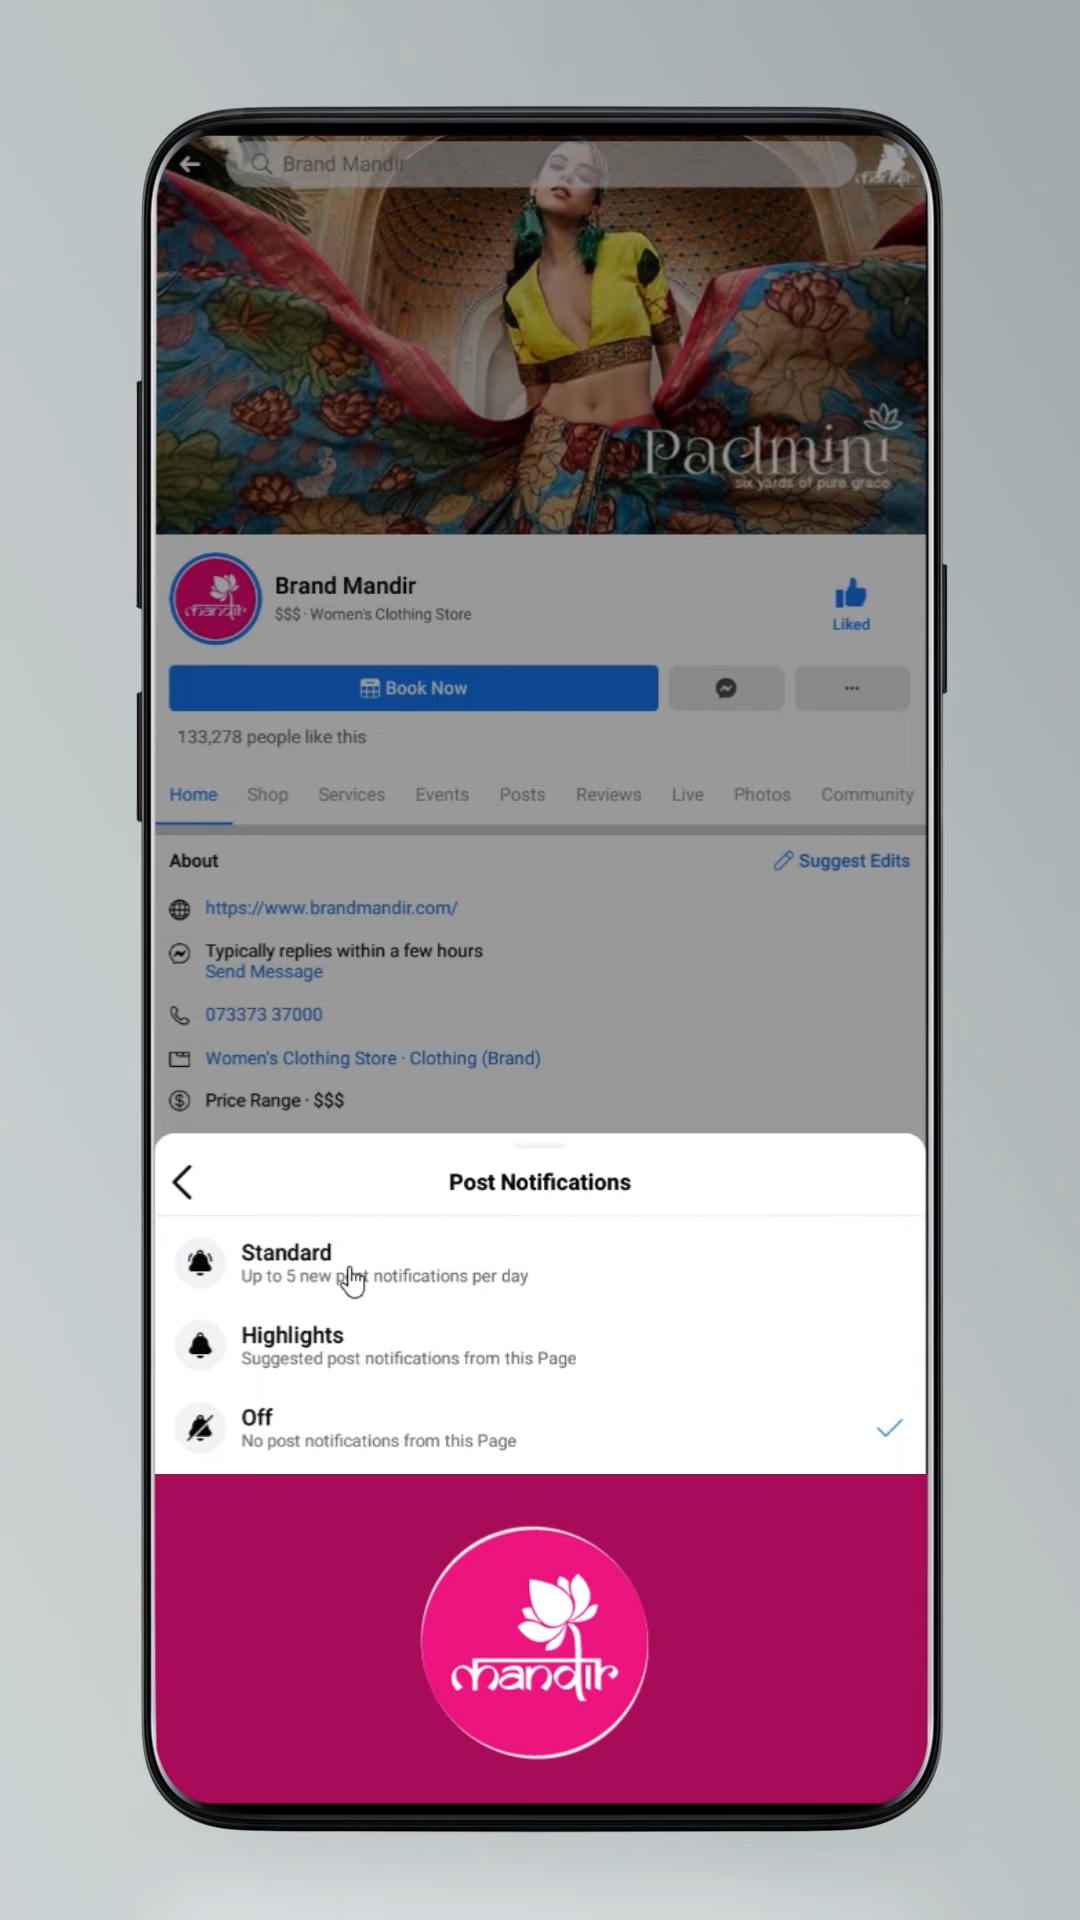 Brand Mandir
mandir
Padmini
six yards of pure grace
mandir
Brand Mandir
$$$ · Women's Clothing Store
Liked
Book Now
133,278 people like this
Home Shop Services Events Posts Reviews Live Photos Community
About
Suggest Edits
https://www.brandmandir.com/
Typically replies within a few hours
Send Message
073373 37000
Women's Clothing Store · Clothing (Brand)
Price Range · $$$
Post Notifications
Standard
Up to 5 new post notifications per day
Highlights
Suggested post notifications from this Page
Off
No post notifications from this Page
mandir